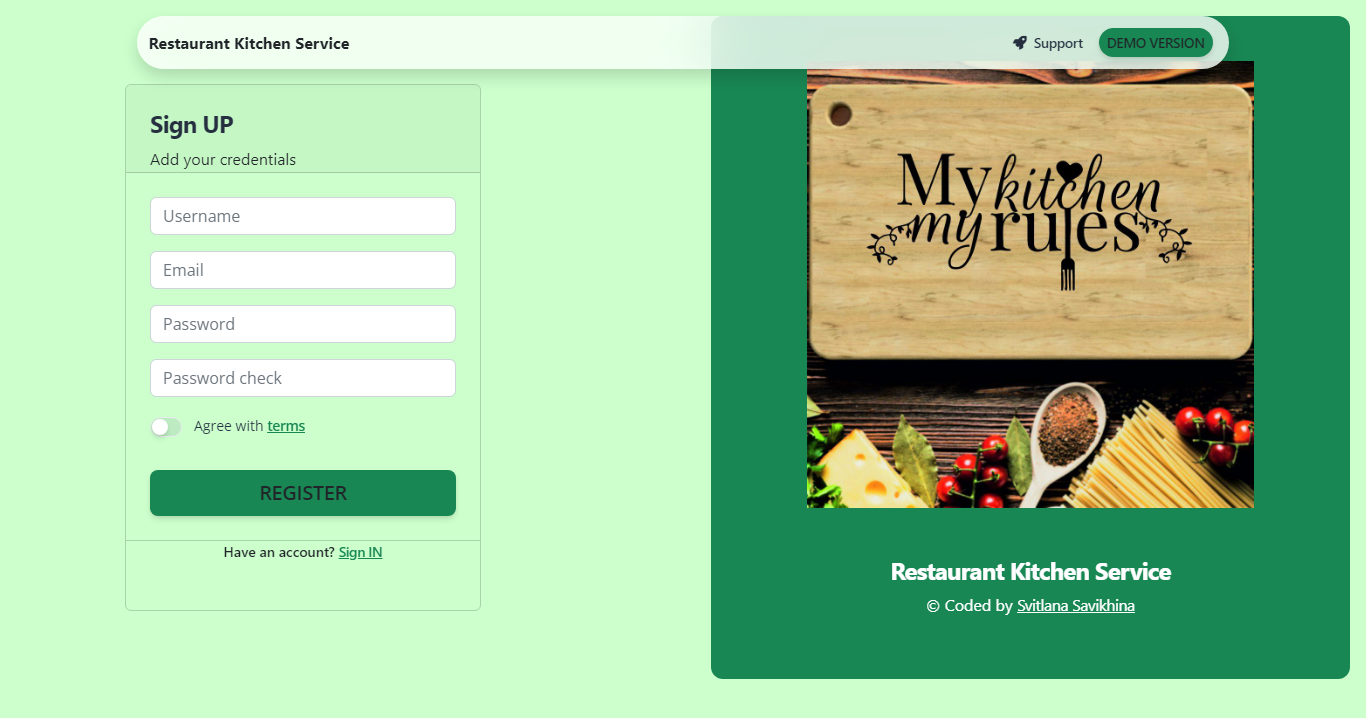 Restaurant Kitchen Service
Support
DEMO VERSION
Sign UP
Add your credentials
Username
Email
Password
Password check
Agree with terms
REGISTER
Have an account? Sign IN
My kitchen
my rules
Restaurant Kitchen Service
© Coded by Svitlana Savikhina